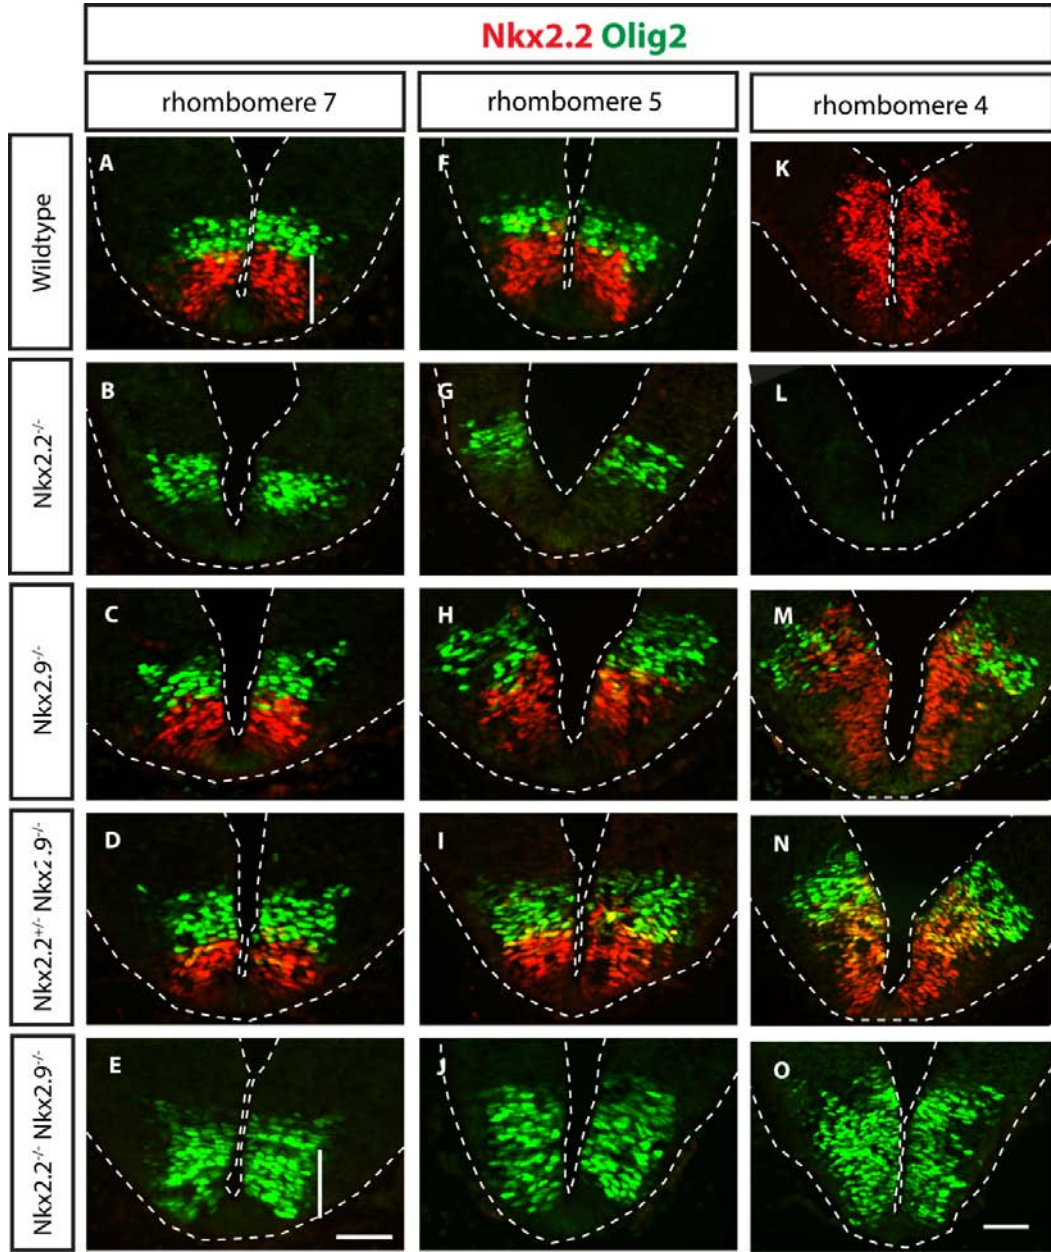 Nkx2.2 Olig2
rhombomere 7
rhombomere 5
rhombomere 4
Wildtype
A
F
K
Nkx2.2-/-
B
G
L
Nkx2.9-/-
C
H
M
Nkx2.2+/- Nkx2.9-/-
D
I
N
Nkx2.2-/- Nkx2.9-/-
E
J
O